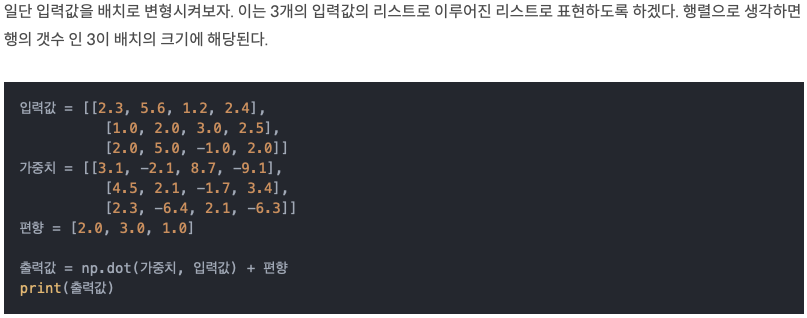 일단 입력값을 배치로 변형시켜보자. 이는 3개의 입력값의 리스트로 이루어진 리스트로 표현하도록 하겠다. 행렬으로 생각하면
행의 갯수 인 3이 배치의 크기에 해당된다.
입력값 = [[2.3, 5.6, 1.2, 2.4],
[1.0, 2.0, 3.0, 2.5],
[2.0, 5.0, -1.0, 2.0]]
가중치 = [[3.1, -2.1, 8.7, -9.1],
[4.5, 2.1, -1.7, 3.4],
[2.3, -6.4, 2.1, -6.3]]
편향 = [2.0, 3.0, 1.0]
출력값 = np.dot(가중치, 입력값) + 편향
print(출력값)